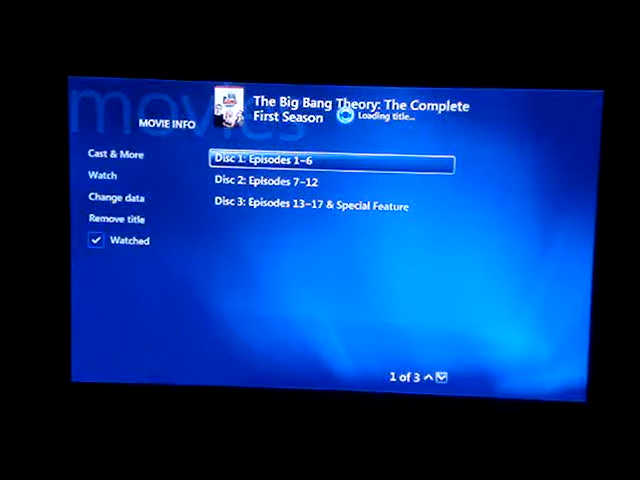 movies
MOVIE INFO
The Big Bang Theory: The Complete
First Season
Loading title...
Cast & More
Watch
Change data
Remove title
Watched
Disc 1: Episodes 1-6
Disc 2: Episodes 7-12
Disc 3: Episodes 13-17 & Special Feature
1 of 3